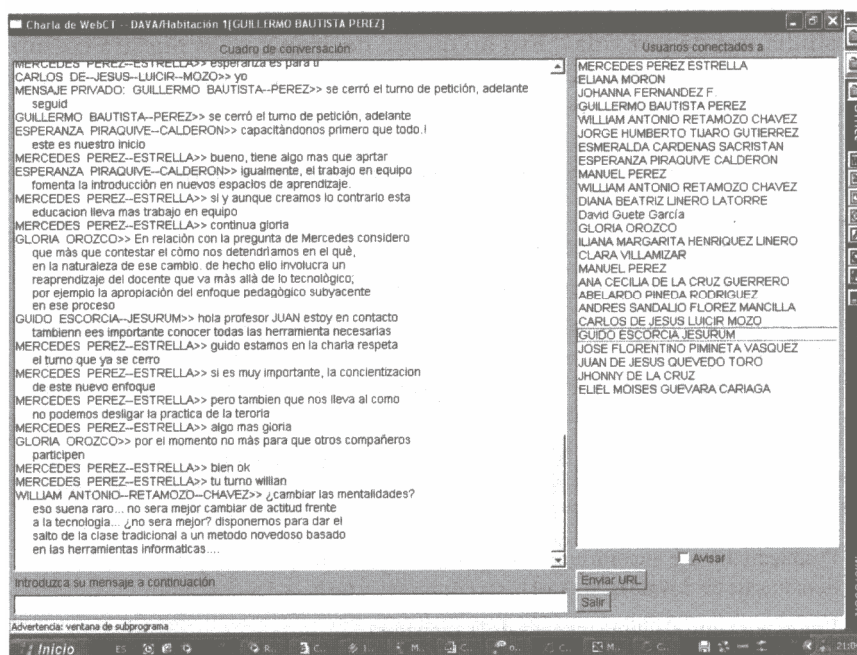 Charla de WebCT -- DAVA/Habitación 1[GUILLERMO BAUTISTA PEREZ]
Cuadro de conversación
MERCEDES PEREZ--ESTRELLA>> esperanza es para ti
CARLOS DE--JESUS--LUICIR--MOZO>> yo
MENSAJE PRIVADO: GUILLERMO BAUTISTA--PEREZ>> se cerró el turno de petición, adelante
seguid
GUILLERMO BAUTISTA--PEREZ>> se cerró el turno de petición, adelante
ESPERANZA PIRAQUIVE--CALDERON>> capacitàndonos primero que todo.l
este es nuestro inicio
MERCEDES PEREZ--ESTRELLA>> bueno, tiene algo mas que aprtar
ESPERANZA PIRAQUIVE--CALDERON>> igualmente, el trabajo en equipo
fomenta la introducción en nuevos espacios de aprendizaje.
MERCEDES PEREZ--ESTRELLA>> si y aunque creamos lo contrario esta
educacion lleva mas trabajo en equipo
MERCEDES PEREZ--ESTRELLA>> continua gloria
GLORIA OROZCO>> En relación con la pregunta de Mercedes considero
que màs que contestar el còmo nos detendrìamos en el què,
en la naturaleza de ese cambio. de hecho ello involucra un
reaprendizaje del docente que va màs allà de lo tecnològico;
por ejemplo la apropiaciòn del enfoque pedagògico subyacente
en ese proceso
GUIDO ESCORCIA--JESURUM>> hola profesor JUAN estoy en contacto
tambienn ees importante conocer todas las herramienta necesarias
MERCEDES PEREZ--ESTRELLA>> guido estamos en la charla respeta
el turno que ya se cerro
MERCEDES PEREZ--ESTRELLA>> si es muy importante, la concientizacion
de este nuevo enfoque
MERCEDES PEREZ--ESTRELLA>> pero tambien que nos lleva al como
no podemos desligar la practica de la teroria
MERCEDES PEREZ--ESTRELLA>> algo mas gloria
GLORIA OROZCO>> por el momento no más para que otros compañeros
participen
MERCEDES PEREZ--ESTRELLA>> bien ok
MERCEDES PEREZ--ESTRELLA>> tu turno willian
WILLIAM ANTONIO--RETAMOZO--CHAVEZ>> ¿cambiar las mentalidades?
eso suena raro... no sera mejor cambiar de actitud frente
a la tecnologia... ¿no sera mejor? disponernos para dar el
salto de la clase tradicional a un metodo novedoso basado
en las herramientas informaticas....
Introduzca su mensaje a continuación
Advertencia: ventana de subprograma
Usuarios conectados a
MERCEDES PEREZ ESTRELLA
ELIANA MORON
JOHANNA FERNANDEZ F.
GUILLERMO BAUTISTA PEREZ
WILLIAM ANTONIO RETAMOZO CHAVEZ
JORGE HUMBERTO TUARO GUTIERREZ
ESMERALDA CARDENAS SACRISTAN
ESPERANZA PIRAQUIVE CALDERON
MANUEL PEREZ
WILLIAM ANTONIO RETAMOZO CHAVEZ
DIANA BEATRIZ LINERO LATORRE
David Guete García
GLORIA OROZCO
ILIANA MARGARITA HENRIQUEZ LINERO
CLARA VILLAMIZAR
MANUEL PEREZ
ANA CECILIA DE LA CRUZ GUERRERO
ABELARDO PINEDA RODRIGUEZ
ANDRES SANDALIO FLOREZ MANCILLA
CARLOS DE JESUS LUICIR MOZO
GUIDO ESCORCIA JESURUM
JOSE FLORENTINO PIMINETA VASQUEZ
JUAN DE JESUS QUEVEDO TORO
JHONNY DE LA CRUZ
ELIEL MOISES GUEVARA CARIAGA
Avisar
Enviar URL
Salir
Inicio
ES